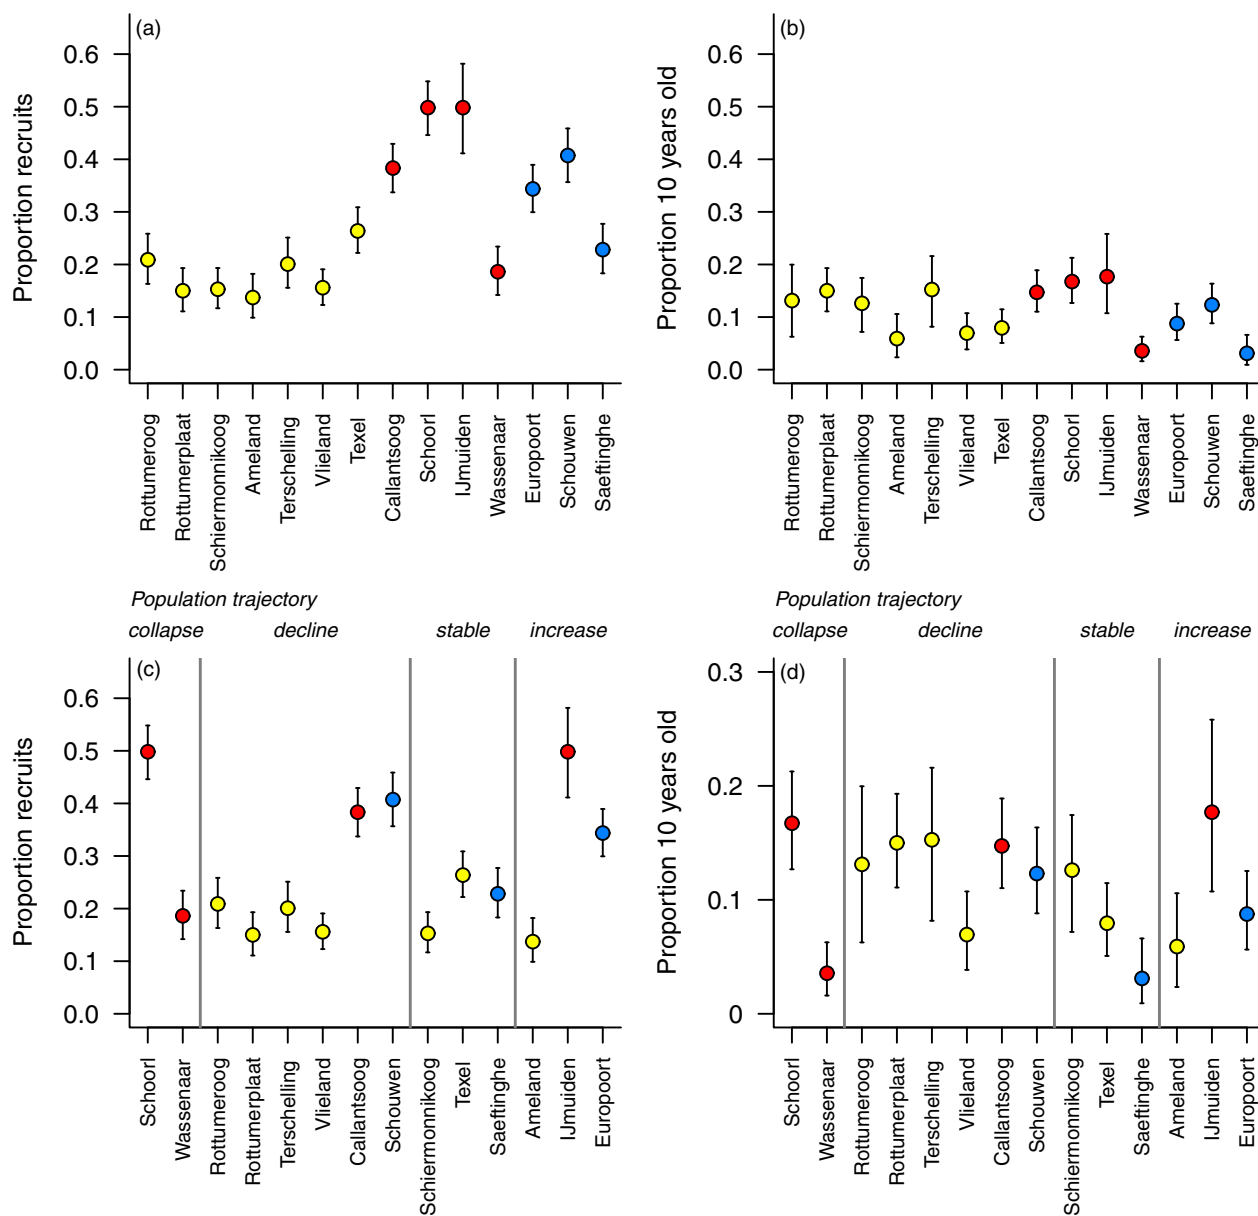 (a)
Proportion recruits
0.6
0.5
0.4
0.3
0.2
0.1
0.0
Rottumeroog
Rottumerplaat
Schiermonnikoog
Ameland
Terschelling
Vlieland
Texel
Callantsoog
Schoorl
IJmuiden
Wassenaar
Europoort
Schouwen
Saeftinghe
(b)
Proportion 10 years old
0.6
0.5
0.4
0.3
0.2
0.1
0.0
Rottumeroog
Rottumerplaat
Schiermonnikoog
Ameland
Terschelling
Vlieland
Texel
Callantsoog
Schoorl
IJmuiden
Wassenaar
Europoort
Schouwen
Saeftinghe
Population trajectory
collapse decline stable increase
(c)
Proportion recruits
0.6
0.5
0.4
0.3
0.2
0.1
0.0
Schoorl
Wassenaar
Rottumeroog
Rottumerplaat
Terschelling
Vlieland
Callantsoog
Schouwen
Schiermonnikoog
Texel
Saeftinghe
Ameland
IJmuiden
Europoort
Population trajectory
collapse decline stable increase
(d)
Proportion 10 years old
0.3
0.2
0.1
0
Schoorl
Wassenaar
Rottumeroog
Rottumerplaat
Terschelling
Vlieland
Callantsoog
Schouwen
Schiermonnikoog
Texel
Saeftinghe
Ameland
IJmuiden
Europoort